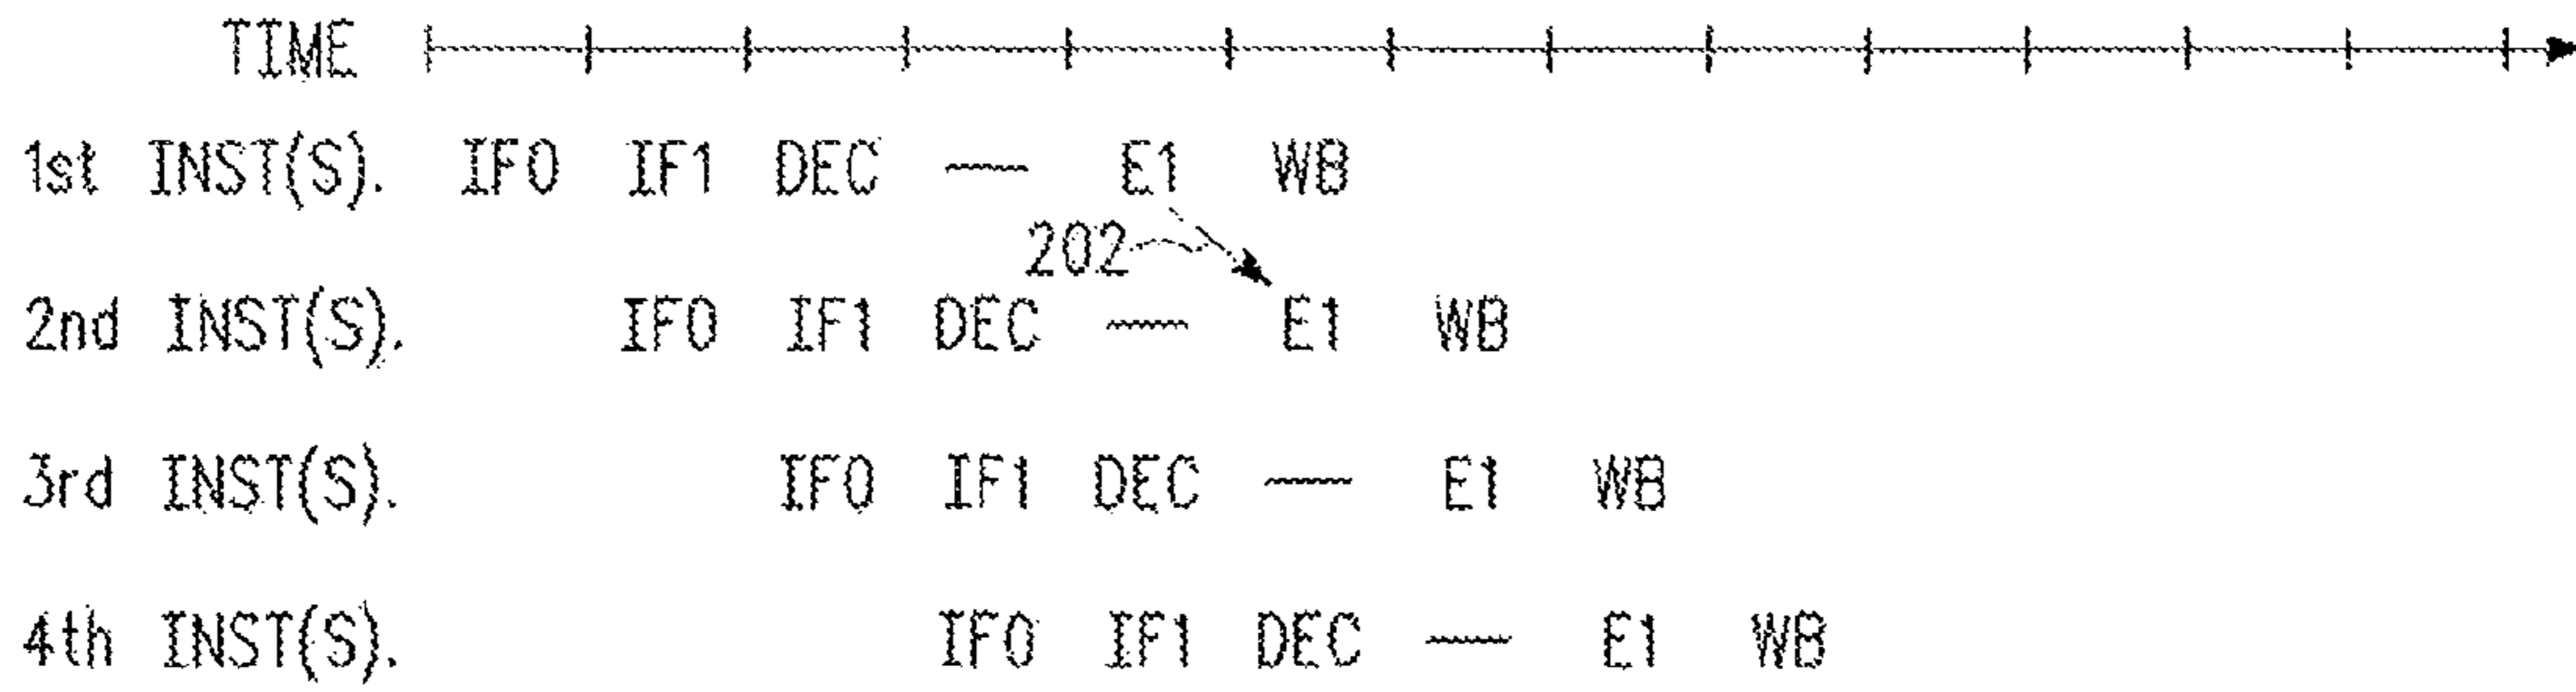 TIME
1st INST(S). IF0 IF1 DEC — E1 WB
202
2nd INST(S). IF0 IF1 DEC — E1 WB
3rd INST(S). IF0 IF1 DEC — E1 WB
4th INST(S). IF0 IF1 DEC — E1 WB